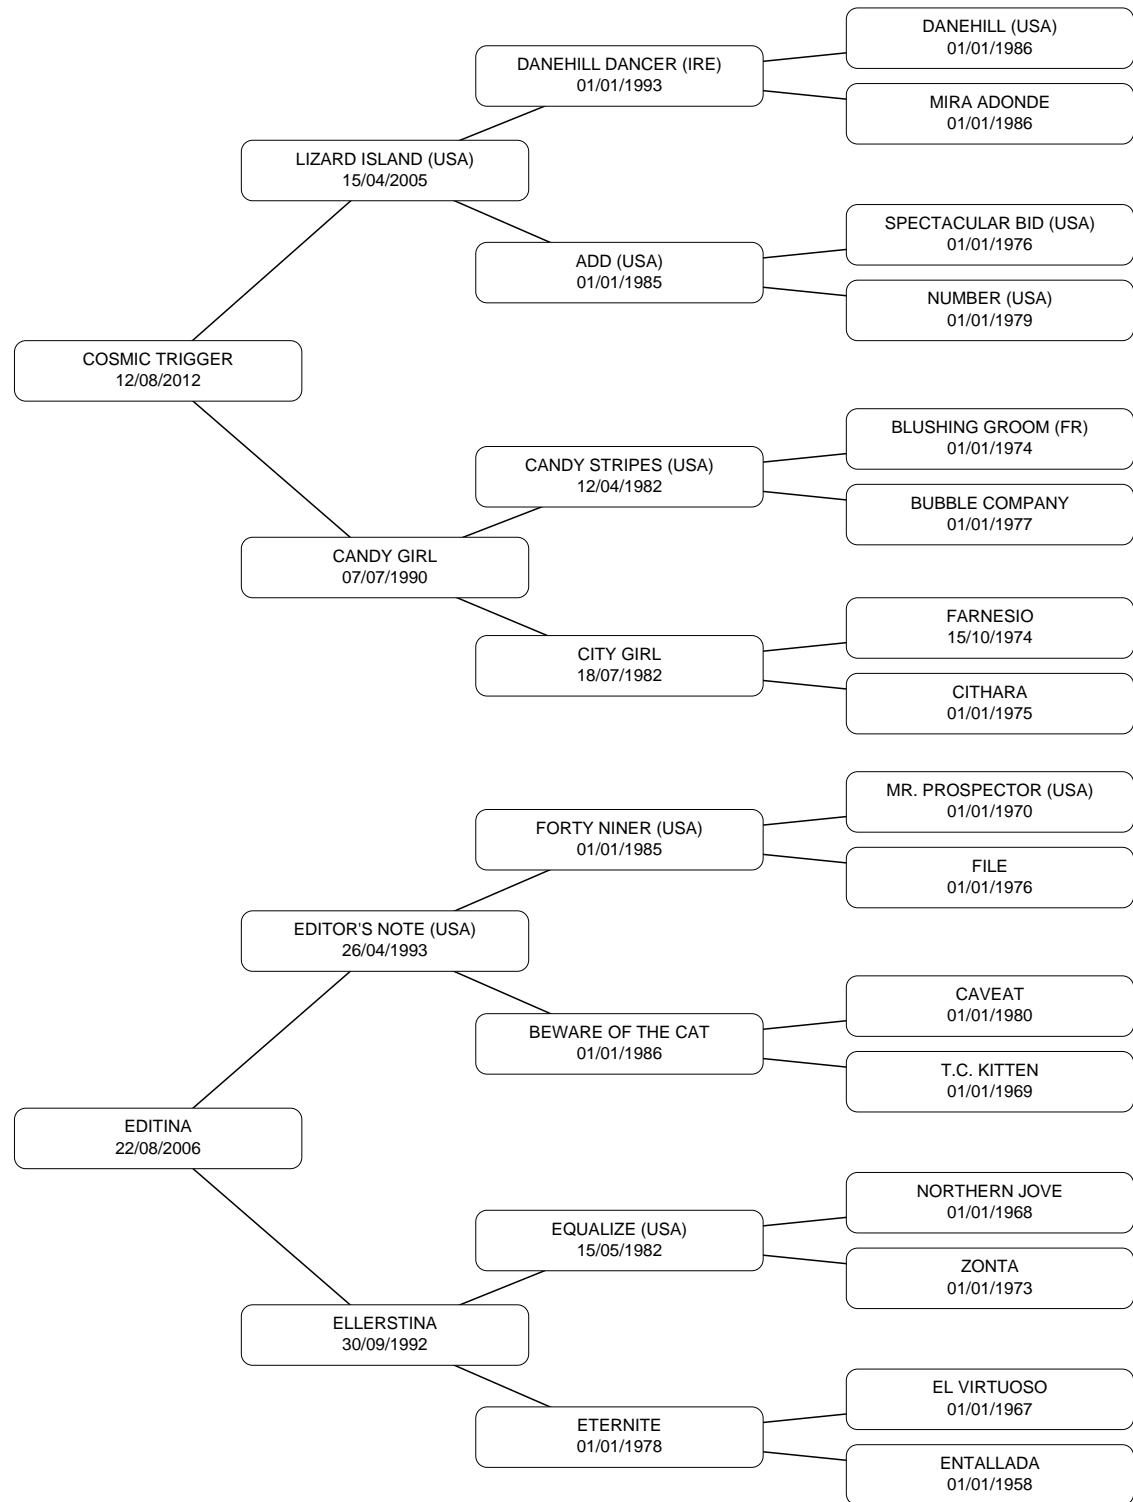 DANEHILL (USA)
01/01/1986
DANEHILL DANCER (IRE)
01/01/1993
MIRA ADONDE
01/01/1986
LIZARD ISLAND (USA)
15/04/2005
SPECTACULAR BID (USA)
01/01/1976
ADD (USA)
01/01/1985
NUMBER (USA)
01/01/1979
COSMIC TRIGGER
12/08/2012
BLUSHING GROOM (FR)
01/01/1974
CANDY STRIPES (USA)
12/04/1982
BUBBLE COMPANY
01/01/1977
CANDY GIRL
07/07/1990
FARNESIO
15/10/1974
CITY GIRL
18/07/1982
CITHARA
01/01/1975
MR. PROSPECTOR (USA)
01/01/1970
FORTY NINER (USA)
01/01/1985
FILE
01/01/1976
EDITOR'S NOTE (USA)
26/04/1993
CAVEAT
01/01/1980
BEWARE OF THE CAT
01/01/1986
T.C. KITTEN
01/01/1969
EDITINA
22/08/2006
NORTHERN JOVE
01/01/1968
EQUALIZE (USA)
15/05/1982
ZONTA
01/01/1973
ELLERSTINA
30/09/1992
EL VIRTUOSO
01/01/1967
ETERNITE
01/01/1978
ENTALLADA
01/01/1958